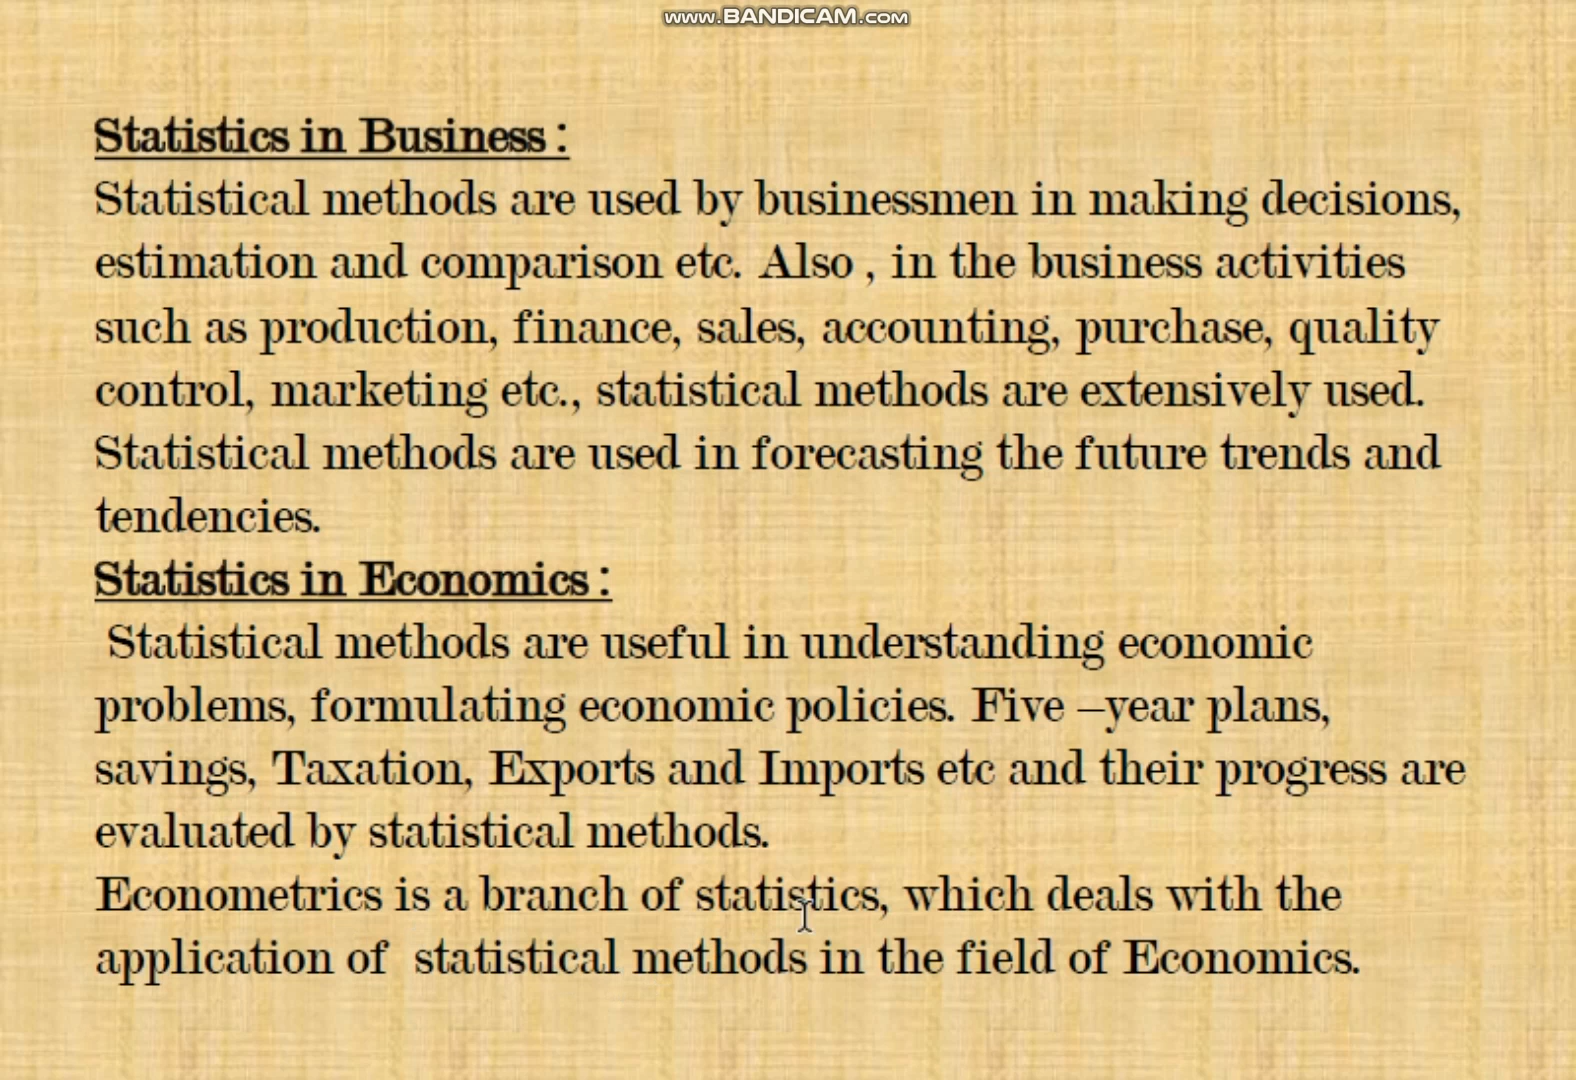 WWW.BANDICAM.COM
Statistics in Business :
Statistical methods are used by businessmen in making decisions,
estimation and comparison etc. Also , in the business activities
such as production, finance, sales, accounting, purchase, quality
control, marketing etc., statistical methods are extensively used.
Statistical methods are used in forecasting the future trends and
tendencies.
Statistics in Economics :
Statistical methods are useful in understanding economic
problems, formulating economic policies. Five –year plans,
savings, Taxation, Exports and Imports etc and their progress are
evaluated by statistical methods.
Econometrics is a branch of statistics, which deals with the
application of  statistical methods in the field of Economics.